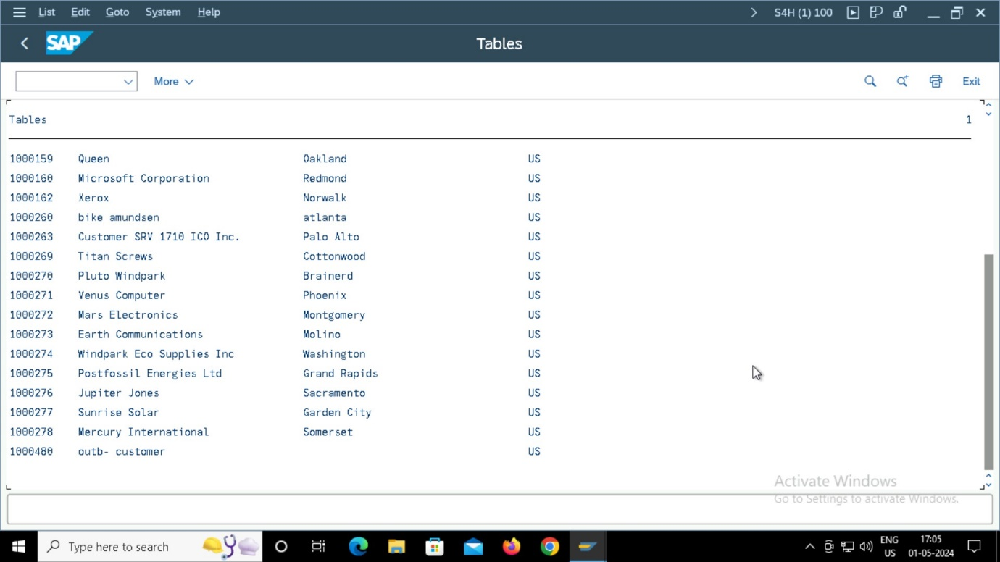 List Edit Goto System Help S4H (1) 100
SAP Tables
More Exit
Tables 1
1000159 Queen Oakland US
1000160 Microsoft Corporation Redmond US
1000162 Xerox Norwalk US
1000260 bike amundsen atlanta US
1000263 Customer SRV 1710 ICO Inc. Palo Alto US
1000269 Titan Screws Cottonwood US
1000270 Pluto Windpark Brainerd US
1000271 Venus Computer Phoenix US
1000272 Mars Electronics Montgomery US
1000273 Earth Communications Molino US
1000274 Windpark Eco Supplies Inc Washington US
1000275 Postfossil Energies Ltd Grand Rapids US
1000276 Jupiter Jones Sacramento US
1000277 Sunrise Solar Garden City US
1000278 Mercury International Somerset US
1000480 outb- customer US
Activate Windows
Go to Settings to activate Windows.
Type here to search
ENG 17:05
US 01-05-2024